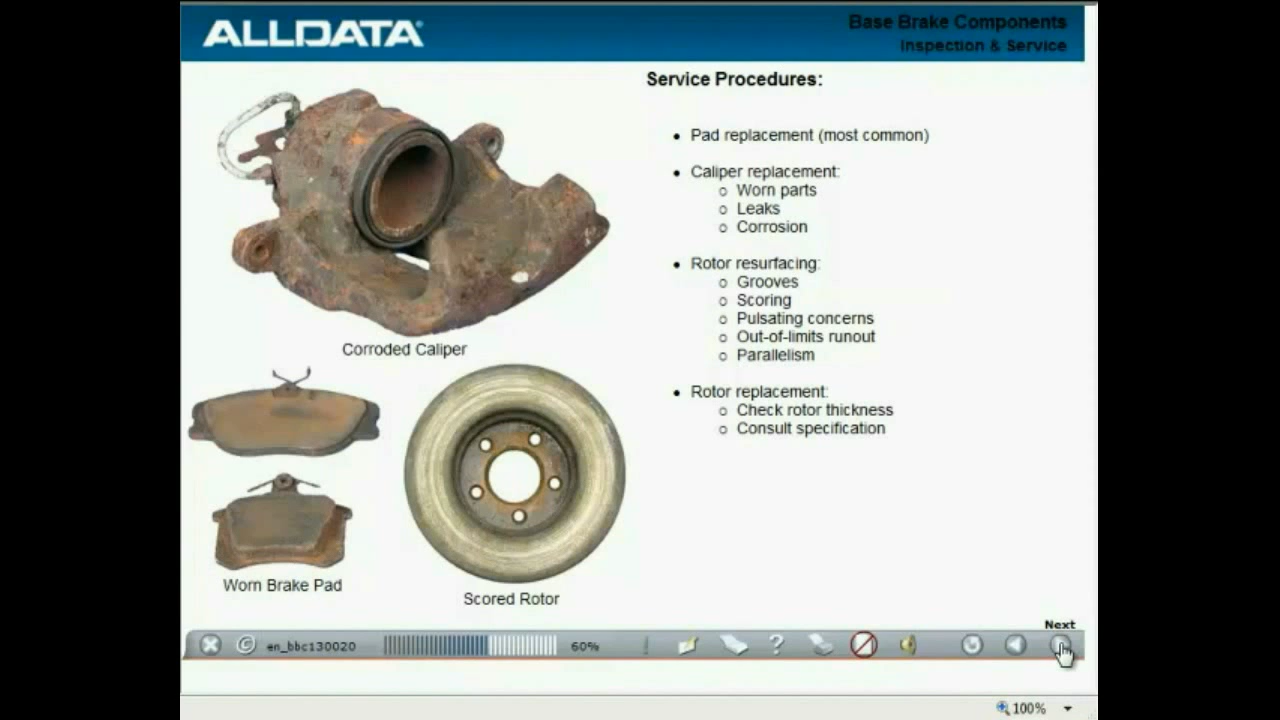 ALLDATA
Base Brake Components
Inspection & Service
Service Procedures:
Pad replacement (most common)
Caliper replacement:
Worn parts
Leaks
Corrosion
Rotor resurfacing:
Grooves
Scoring
Pulsating concerns
Out-of-limits runout
Parallelism
Rotor replacement:
Check rotor thickness
Consult specification
Corroded Caliper
Worn Brake Pad
Scored Rotor
Next
© en_bbc130020 60% ?
100%